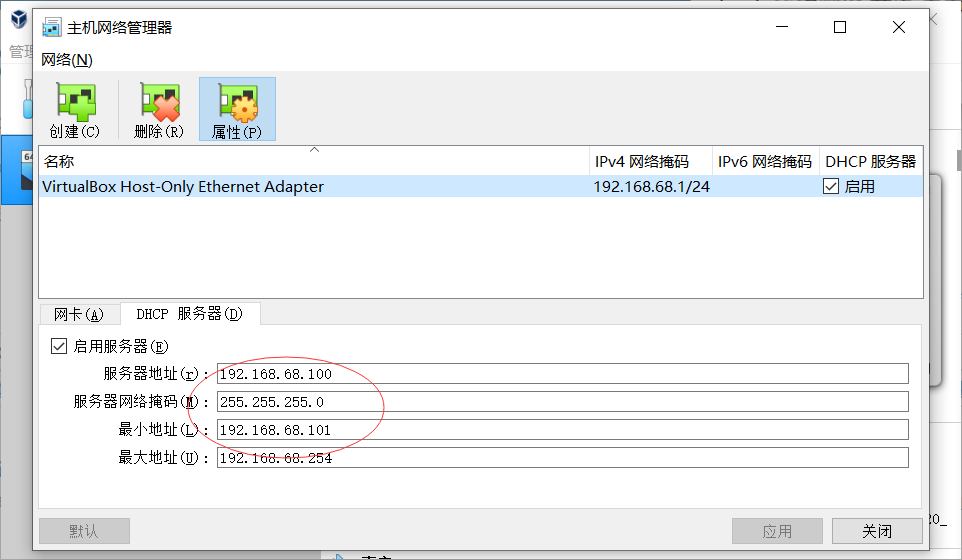 主机网络管理器
管理
网络(N)
创建(C) 删除(R) 属性(P)
64
名称 IPv4 网络掩码 IPv6 网络掩码 DHCP 服务器
VirtualBox Host-Only Ethernet Adapter 192.168.68.1/24 启用
网卡(A) DHCP 服务器(D)
启用服务器(E)
服务器地址(r): 192.168.68.100
服务器网络掩码(M): 255.255.255.0
最小地址(L): 192.168.68.101
最大地址(U): 192.168.68.254
默认 应用 关闭
20_